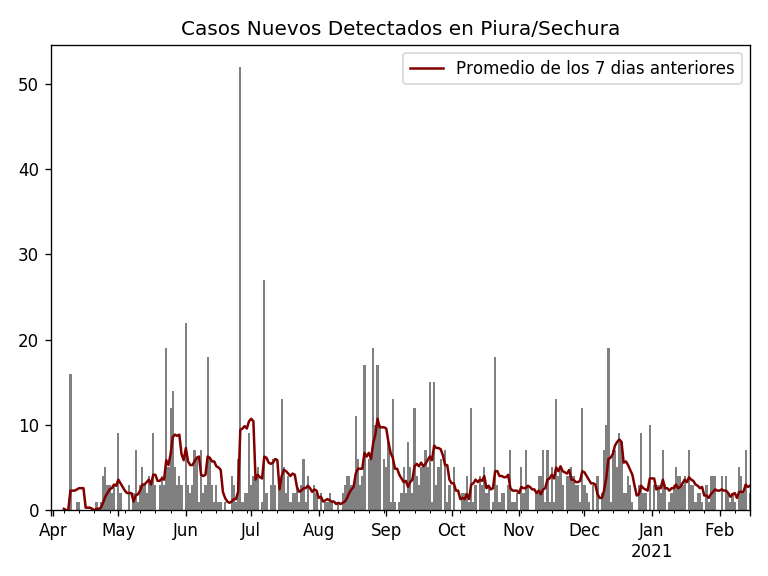 Casos Nuevos Detectados en Piura/Sechura
Promedio de los 7 dias anteriores
50
40
30
20
10
0
Apr May Jun Jul Aug Sep Oct Nov Dec Jan Feb
2021